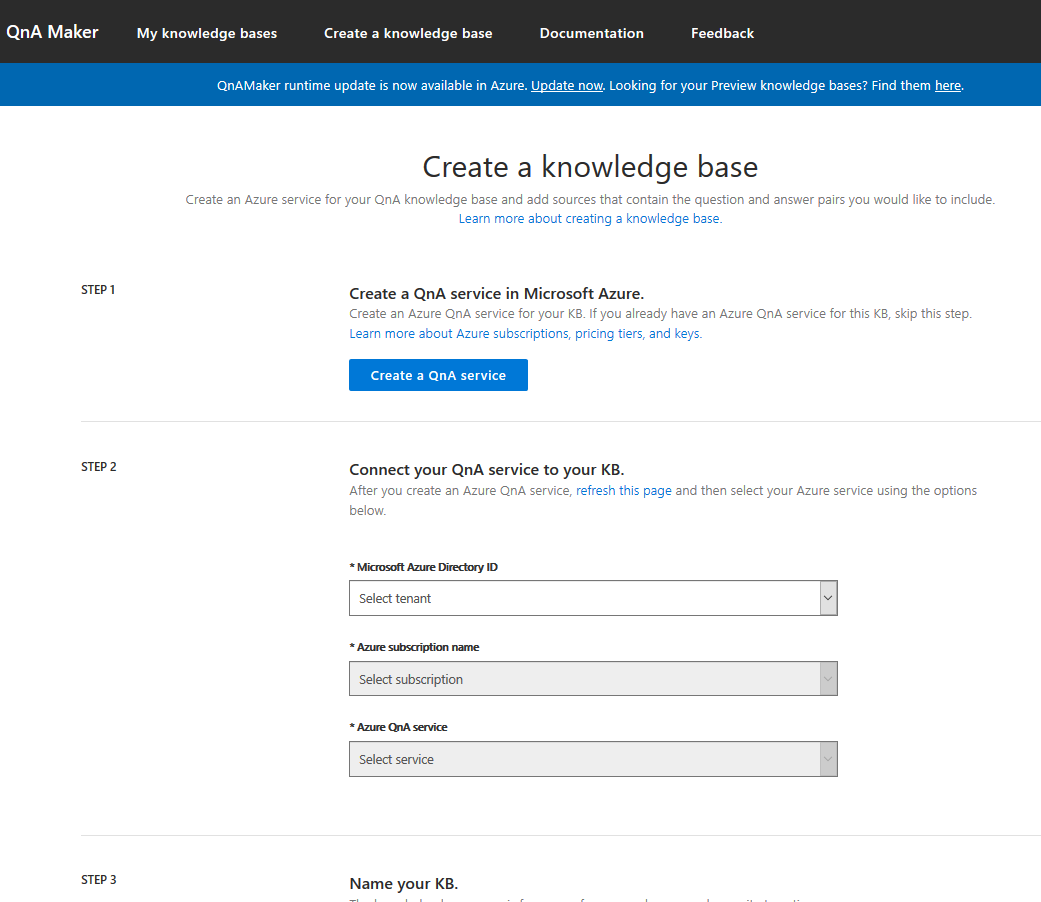 QnA Maker My knowledge bases Create a knowledge base Documentation Feedback
QnAMaker runtime update is now available in Azure. Update now. Looking for your Preview knowledge bases? Find them here.
Create a knowledge base
Create an Azure service for your QnA knowledge base and add sources that contain the question and answer pairs you would like to include.
Learn more about creating a knowledge base.
STEP 1
Create a QnA service in Microsoft Azure.
Create an Azure QnA service for your KB. If you already have an Azure QnA service for this KB, skip this step.
Learn more about Azure subscriptions, pricing tiers, and keys.
Create a QnA service
STEP 2
Connect your QnA service to your KB.
After you create an Azure QnA service, refresh this page and then select your Azure service using the options
below.
* Microsoft Azure Directory ID
Select tenant
* Azure subscription name
Select subscription
* Azure QnA service
Select service
STEP 3
Name your KB.